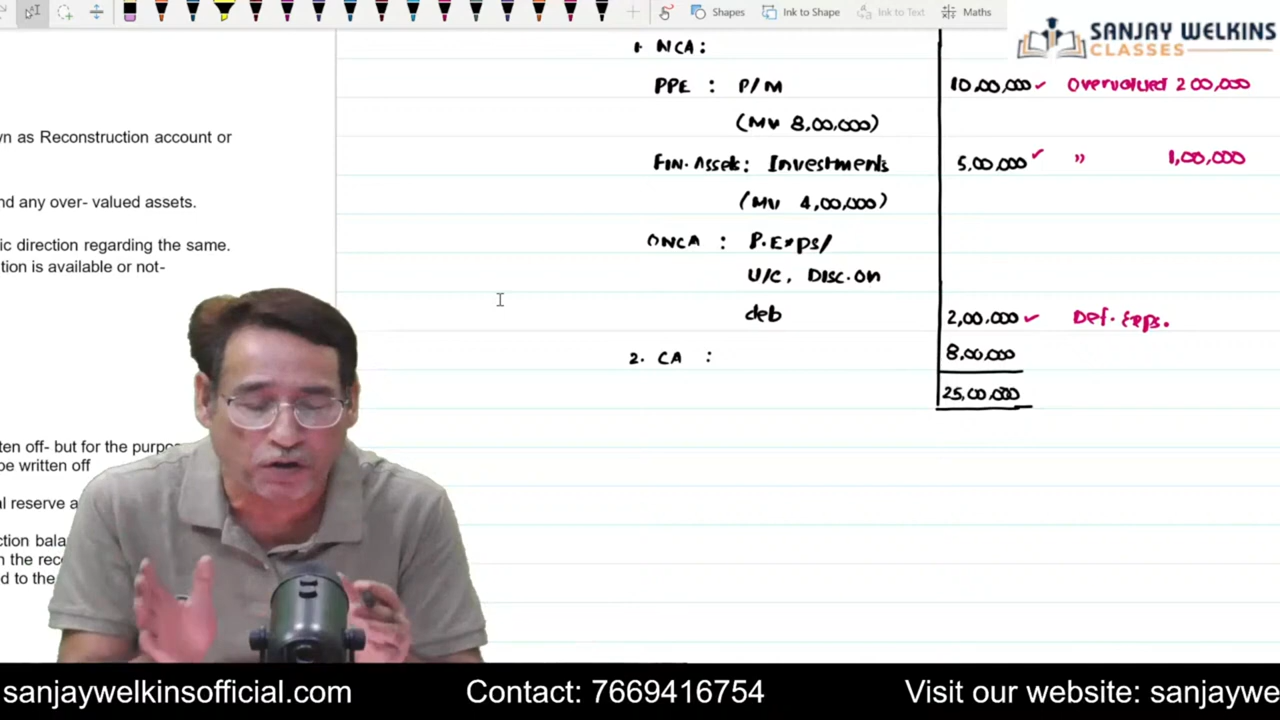 Shapes
Ink to Shape
Ink to Text
Maths
SANJAY WELKINS
CLASSES
wn as Reconstruction account or
nd any over- valued assets.
ic direction regarding the same.
tion is available or not-
ten off- but for the purpo
be written off
al reserve a
ction bala
n the rec
d to the
1 NCA:
PPE : P/M 10,00,000 Overvalued 200,000
(MV 8,00,000)
Fin. Assets: Investments 5,00,000 " 1,00,000
(MV 4,00,000)
ONCA : P.Exps/
U/C, Disc.on
deb 2,00,000 Def. Exps.
2. CA : 8,00,000
25,00,000
sanjaywelkinsofficial.com Contact: 7669416754 Visit our website: sanjaywe